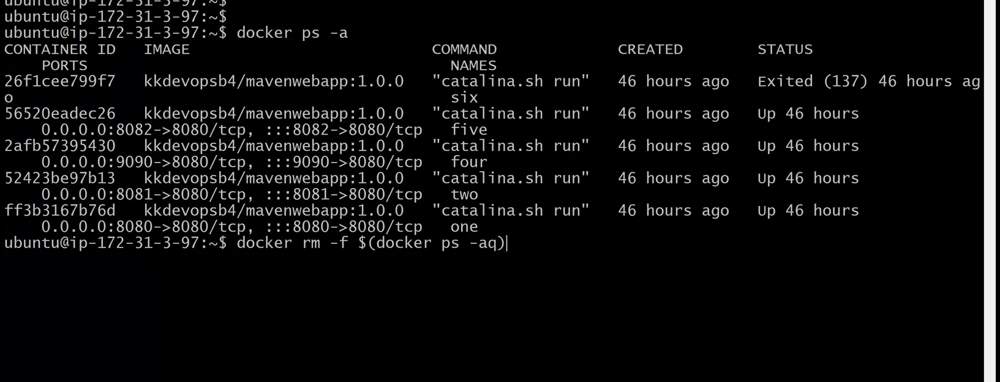 ubuntu@ip-172-31-3-97:~$
ubuntu@ip-172-31-3-97:~$
ubuntu@ip-172-31-3-97:~$ docker ps -a
CONTAINER ID   IMAGE                          COMMAND             CREATED        STATUS
    PORTS                                       NAMES
26f1cee799f7   kkdevopsb4/mavenwebapp:1.0.0   "catalina.sh run"   46 hours ago   Exited (137) 46 hours ag
o                                               six
56520eadec26   kkdevopsb4/mavenwebapp:1.0.0   "catalina.sh run"   46 hours ago   Up 46 hours
    0.0.0.0:8082->8080/tcp, :::8082->8080/tcp   five
2afb57395430   kkdevopsb4/mavenwebapp:1.0.0   "catalina.sh run"   46 hours ago   Up 46 hours
    0.0.0.0:9090->8080/tcp, :::9090->8080/tcp   four
52423be97b13   kkdevopsb4/mavenwebapp:1.0.0   "catalina.sh run"   46 hours ago   Up 46 hours
    0.0.0.0:8081->8080/tcp, :::8081->8080/tcp   two
ff3b3167b76d   kkdevopsb4/mavenwebapp:1.0.0   "catalina.sh run"   46 hours ago   Up 46 hours
    0.0.0.0:8080->8080/tcp, :::8080->8080/tcp   one
ubuntu@ip-172-31-3-97:~$ docker rm -f $(docker ps -aq)